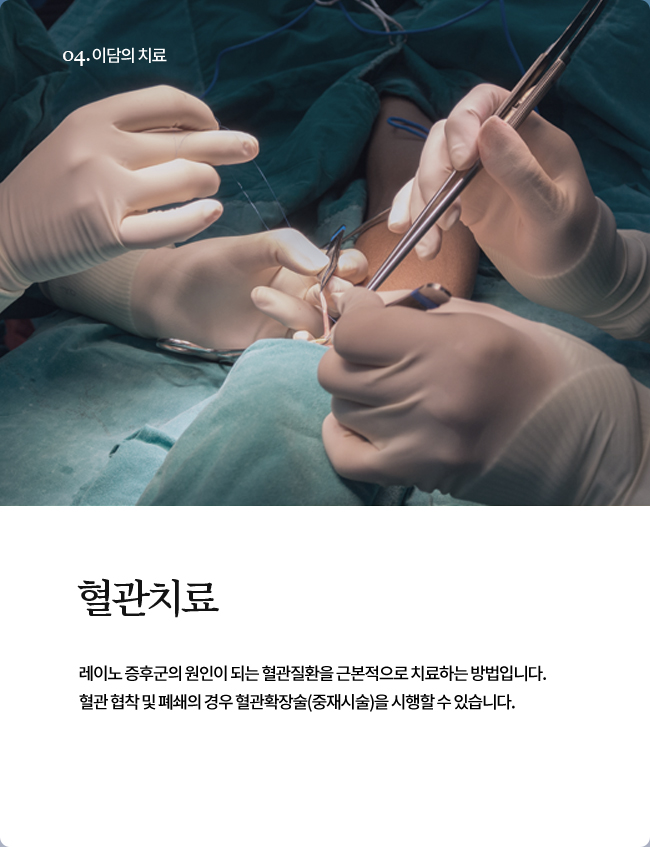 04. 이담의 치료
혈관치료
레이노 증후군의 원인이 되는 혈관질환을 근본적으로 치료하는 방법입니다.
혈관 협착 및 폐쇄의 경우 혈관확장술(중재시술)을 시행할 수 있습니다.